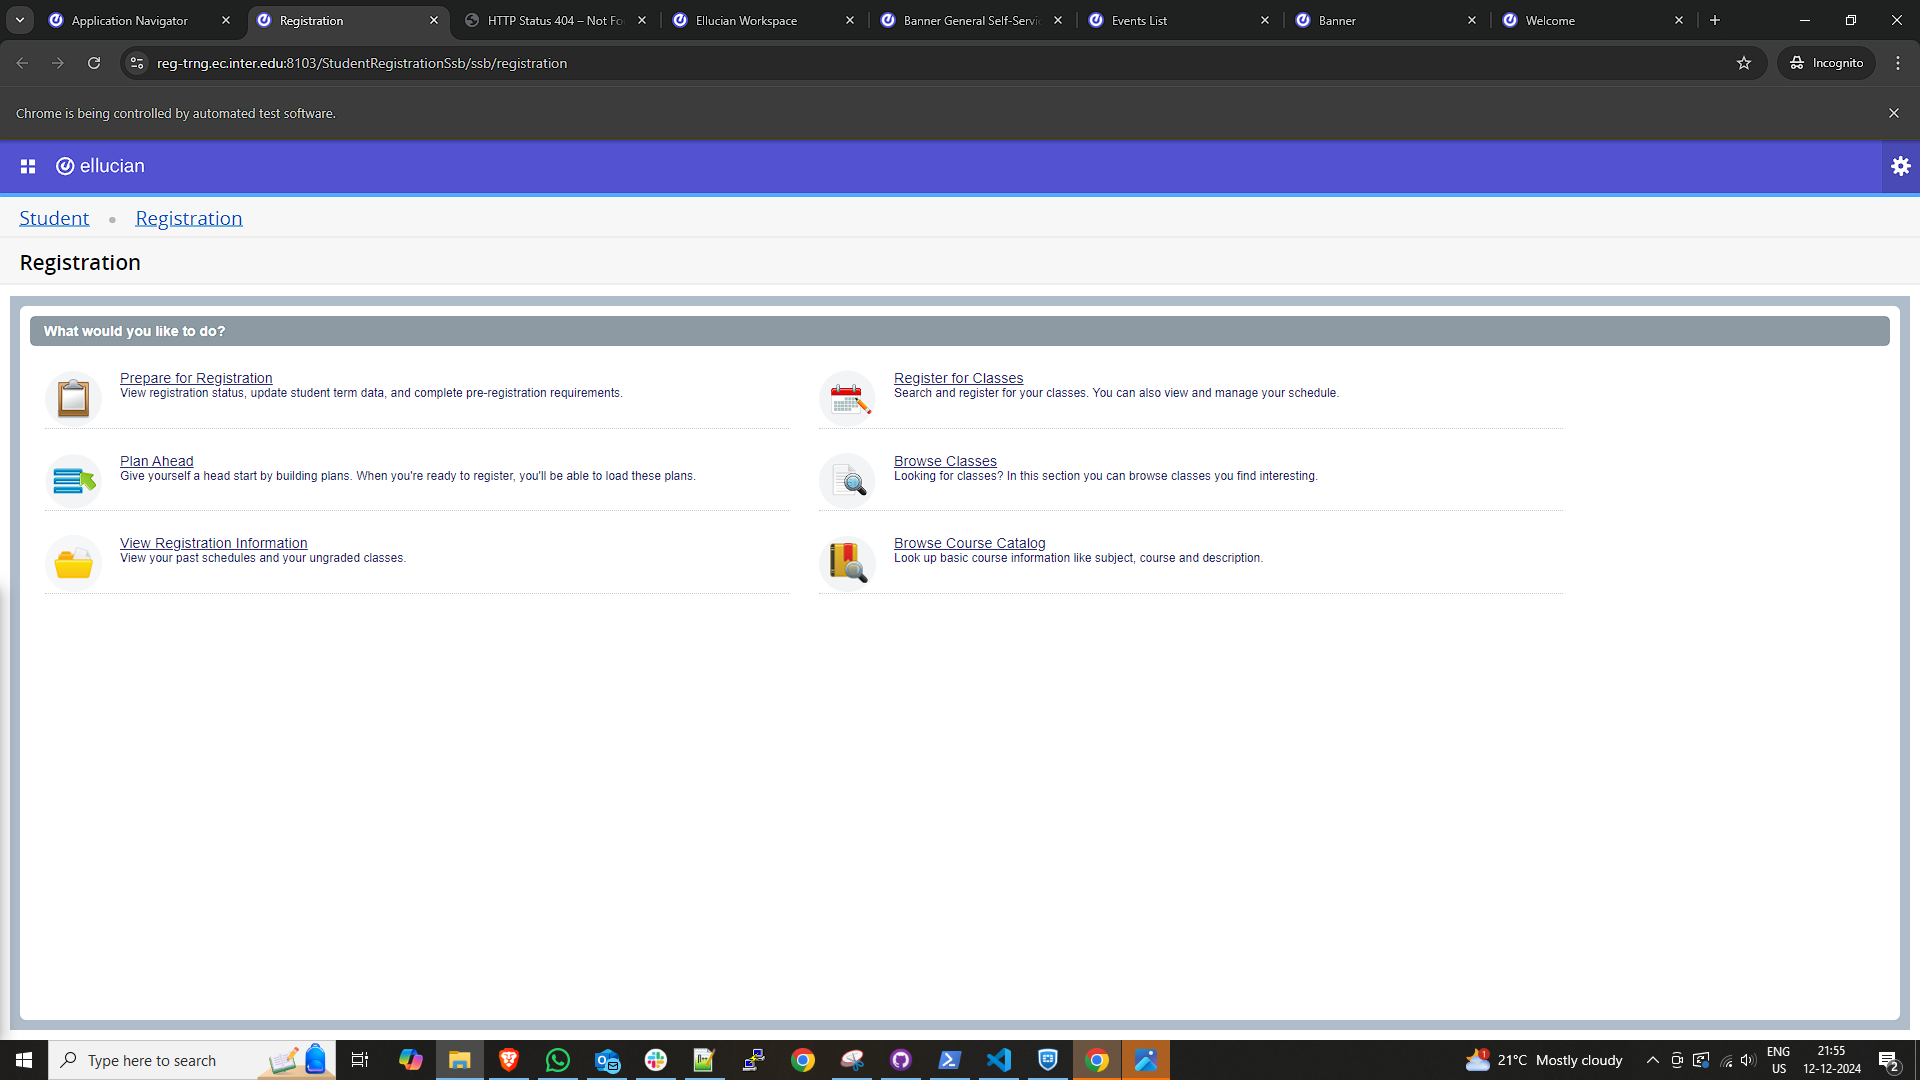 Application Navigator
Registration
HTTP Status 404 – Not Fo
Ellucian Workspace
Banner General Self-Servic
Events List
Banner
Welcome
reg-trng.ec.inter.edu:8103/StudentRegistrationSsb/ssb/registration
Incognito
Chrome is being controlled by automated test software.
ellucian
Student • Registration
Registration
What would you like to do?
Prepare for Registration
View registration status, update student term data, and complete pre-registration requirements.
Register for Classes
Search and register for your classes. You can also view and manage your schedule.
Plan Ahead
Give yourself a head start by building plans. When you're ready to register, you'll be able to load these plans.
Browse Classes
Looking for classes? In this section you can browse classes you find interesting.
View Registration Information
View your past schedules and your ungraded classes.
Browse Course Catalog
Look up basic course information like subject, course and description.
Type here to search
1
21°C Mostly cloudy
ENG
US
21:55
12-12-2024
2